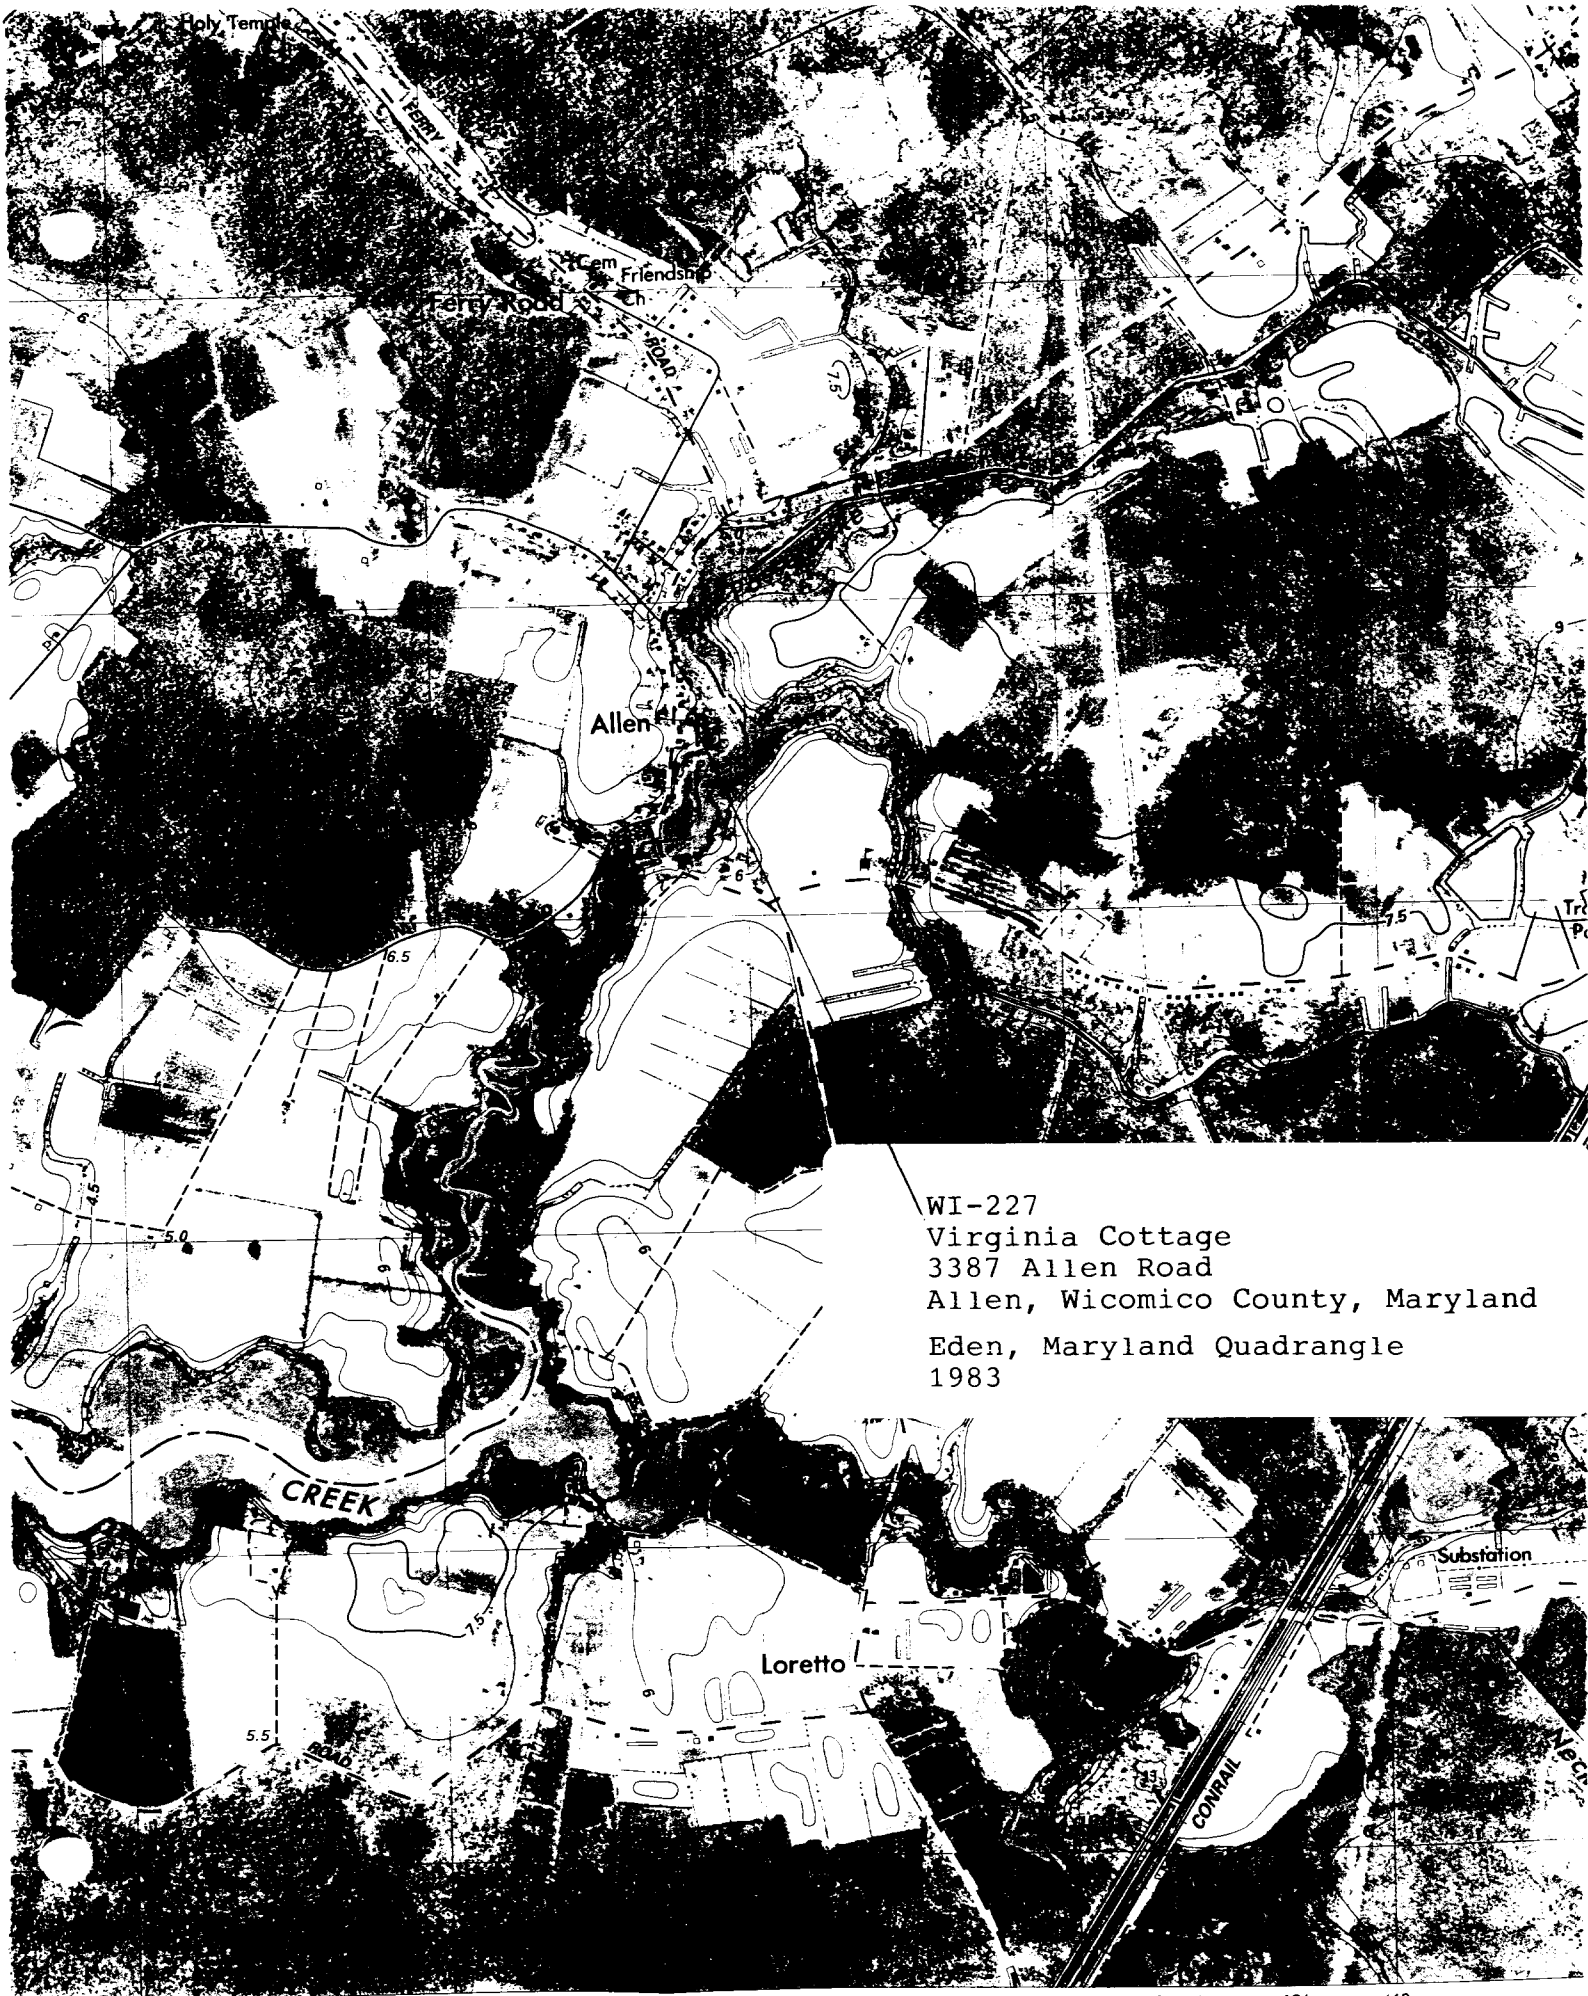 Holy Temple
FERRY
Cem
Friendship
Ch
Ferry Road
ROAD
6
7.5
9
Allen
6
7.5
6.5
4.5
5.0
6
6
WI-227
Virginia Cottage
3387 Allen Road
Allen, Wicomico County, Maryland
Eden, Maryland Quadrangle
1983
CREEK
Substation
7.5
Loretto
6
5.5
ROAD
CONRAIL